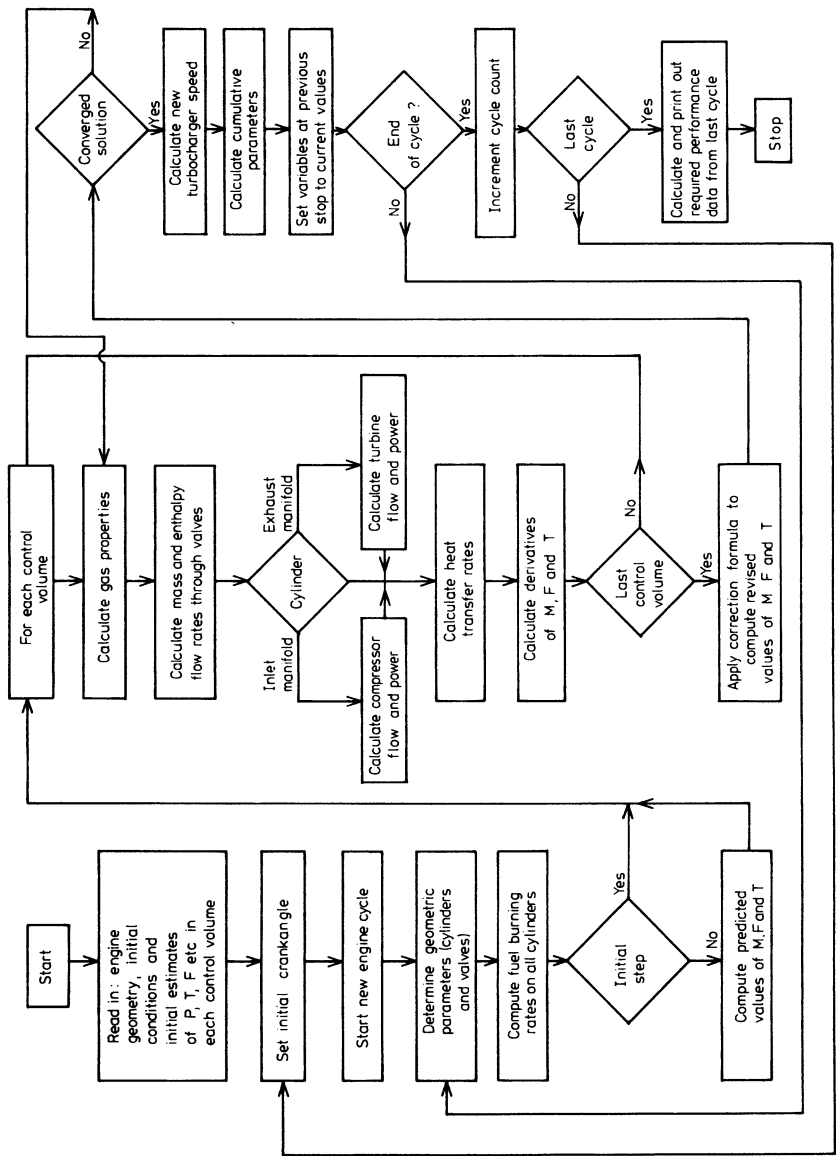 Start
Read in: engine
geometry, initial
conditions and
initial estimates
of P, T, F etc in
each control volume
Set initial crankangle
Start new engine cycle
Determine geometric
parameters (cylinders
and valves)
Compute fuel burning
rates on all cylinders
Initial
step
Yes
No
Compute predicted
values of M,F and T
For each control
volume
Calculate gas properties
Calculate mass and enthalpy
flow rates through valves
Inlet
manifold
Cylinder
Exhaust
manifold
Calculate compressor
flow and power
Calculate turbine
flow and power
Calculate heat
transfer rates
Calculate derivatives
of M, F and T
Last
control
volume
No
Yes
Apply correction formula to
compute revised
values of M F and T
Converged
solution
No
Yes
Calculate new
turbocharger speed
Calculate cumulative
parameters
Set variables at previous
stop to current values
End
of cycle ?
No
Yes
Increment cycle count
Last
cycle
No
Yes
Calculate and print out
required performance
data from last cycle
Stop